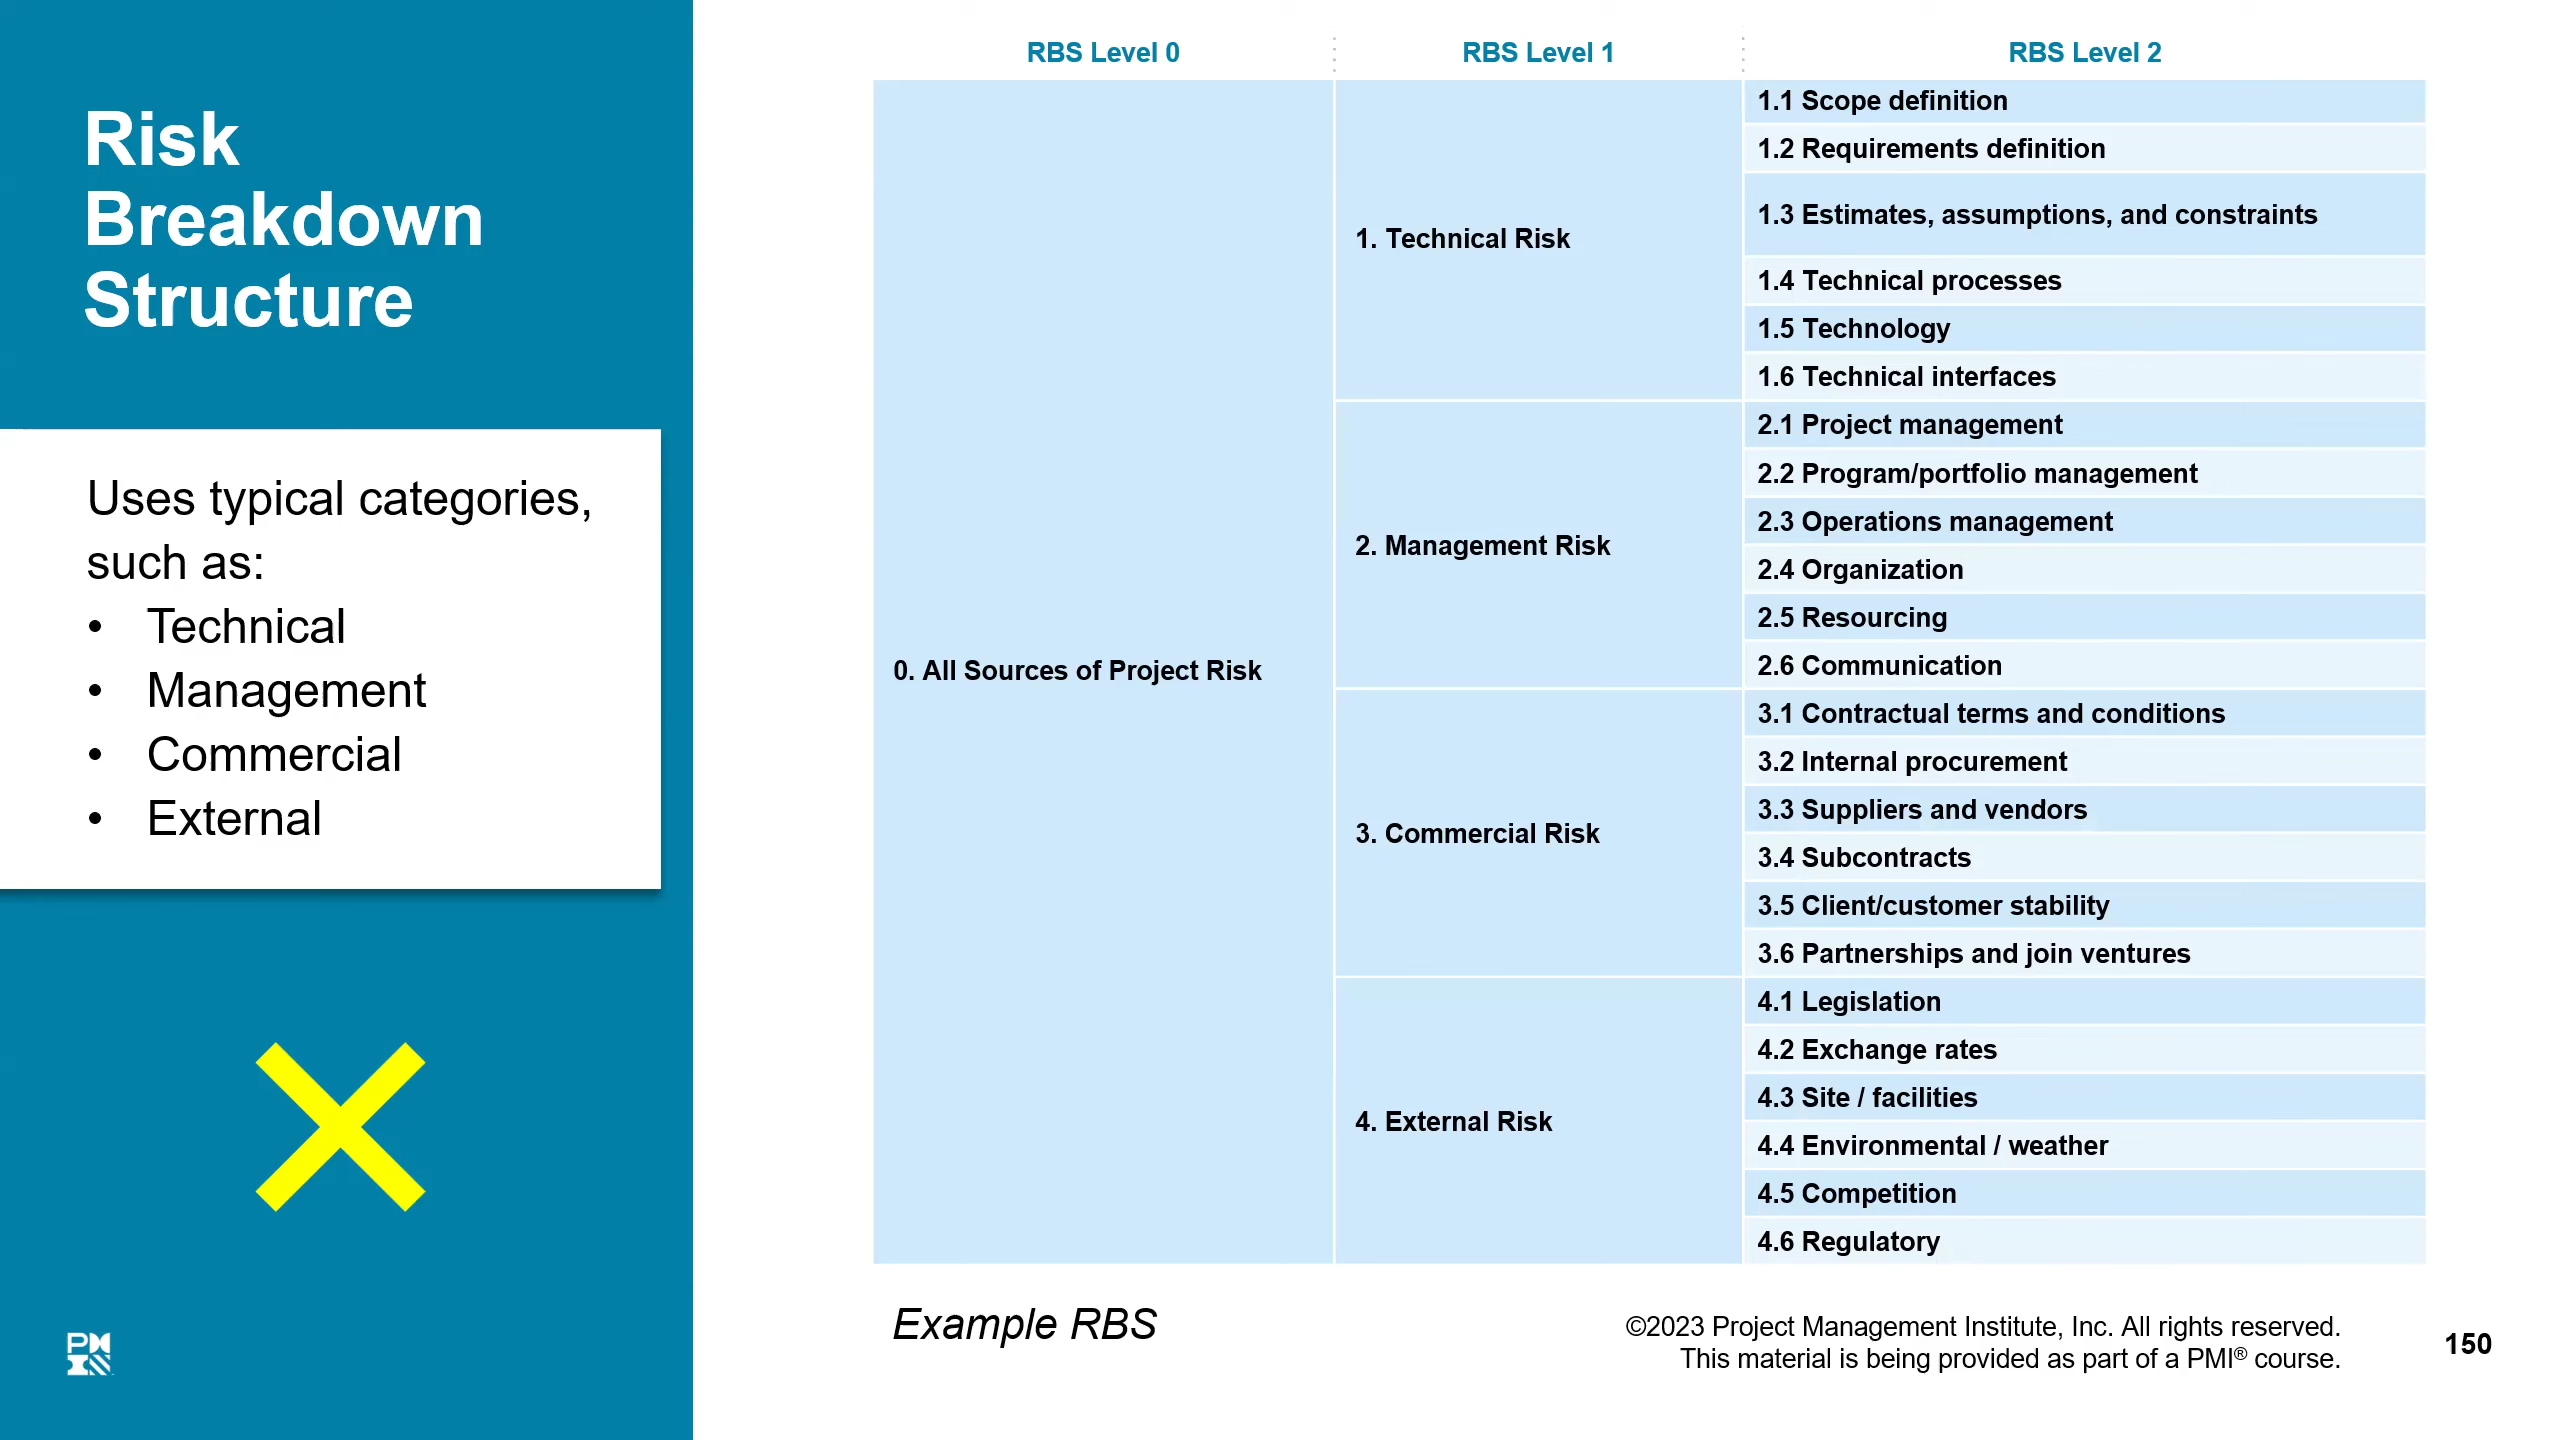 Risk
Breakdown
Structure
Uses typical categories,
such as:
• Technical
• Management
• Commercial
• External
RBS Level 0
RBS Level 1
RBS Level 2
0. All Sources of Project Risk
1. Technical Risk
1.1 Scope definition
1.2 Requirements definition
1.3 Estimates, assumptions, and constraints
1.4 Technical processes
1.5 Technology
1.6 Technical interfaces
2. Management Risk
2.1 Project management
2.2 Program/portfolio management
2.3 Operations management
2.4 Organization
2.5 Resourcing
2.6 Communication
3. Commercial Risk
3.1 Contractual terms and conditions
3.2 Internal procurement
3.3 Suppliers and vendors
3.4 Subcontracts
3.5 Client/customer stability
3.6 Partnerships and join ventures
4. External Risk
4.1 Legislation
4.2 Exchange rates
4.3 Site / facilities
4.4 Environmental / weather
4.5 Competition
4.6 Regulatory
Example RBS
©2023 Project Management Institute, Inc. All rights reserved.
This material is being provided as part of a PMI® course.
150